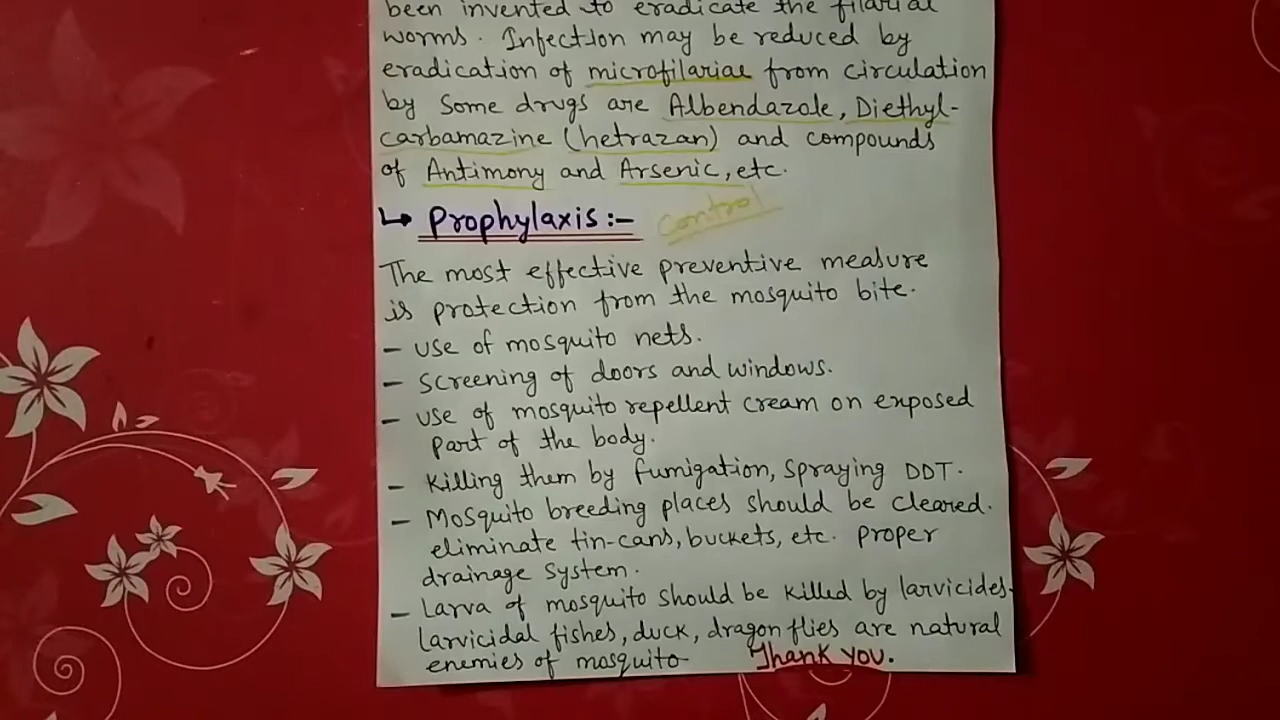 been invented to eradicate the filarial
worms. Infection may be reduced by
eradication of microfilariae from circulation
by some drugs are Albendazole, Diethyl-
carbamazine (hetrazan) and compounds
of Antimony and Arsenic, etc.
↳ Prophylaxis :- control
The most effective preventive measure
is protection from the mosquito bite.
- use of mosquito nets.
- screening of doors and windows.
- use of mosquito repellent cream on exposed
part of the body.
- killing them by fumigation, spraying DDT.
- Mosquito breeding places should be cleared.
eliminate tin-cans, buckets, etc. proper
drainage system.
- Larva of mosquito should be killed by larvicides.
larvicidal fishes, duck, dragon flies are natural
enemies of mosquito Thank you.